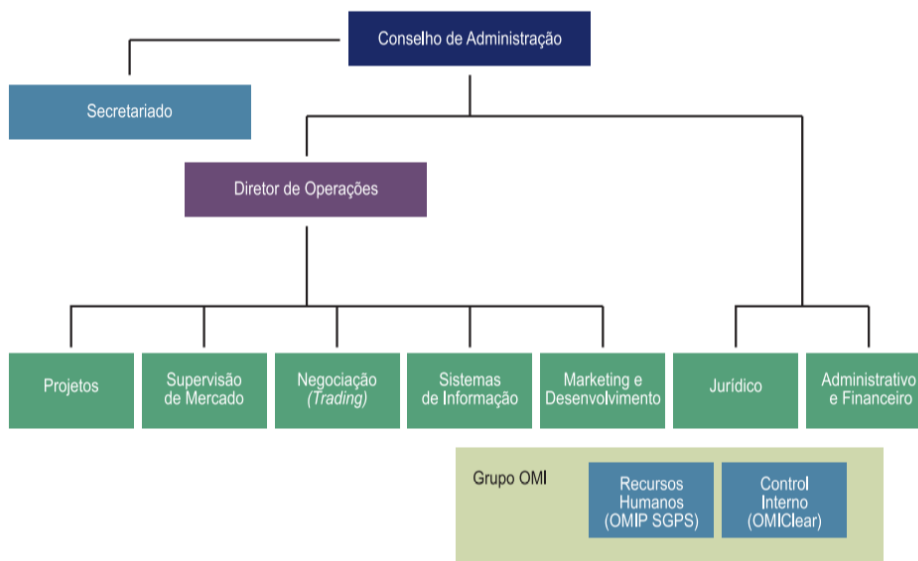 Conselho de Administração
Secretariado
Diretor de Operações
Projetos
Supervisão
de Mercado
Negociação
(Trading)
Sistemas
de Informação
Marketing e
Desenvolvimento
Jurídico
Administrativo
e Financeiro
Grupo OMI
Recursos
Humanos
(OMIP SGPS)
Control
Interno
(OMIClear)